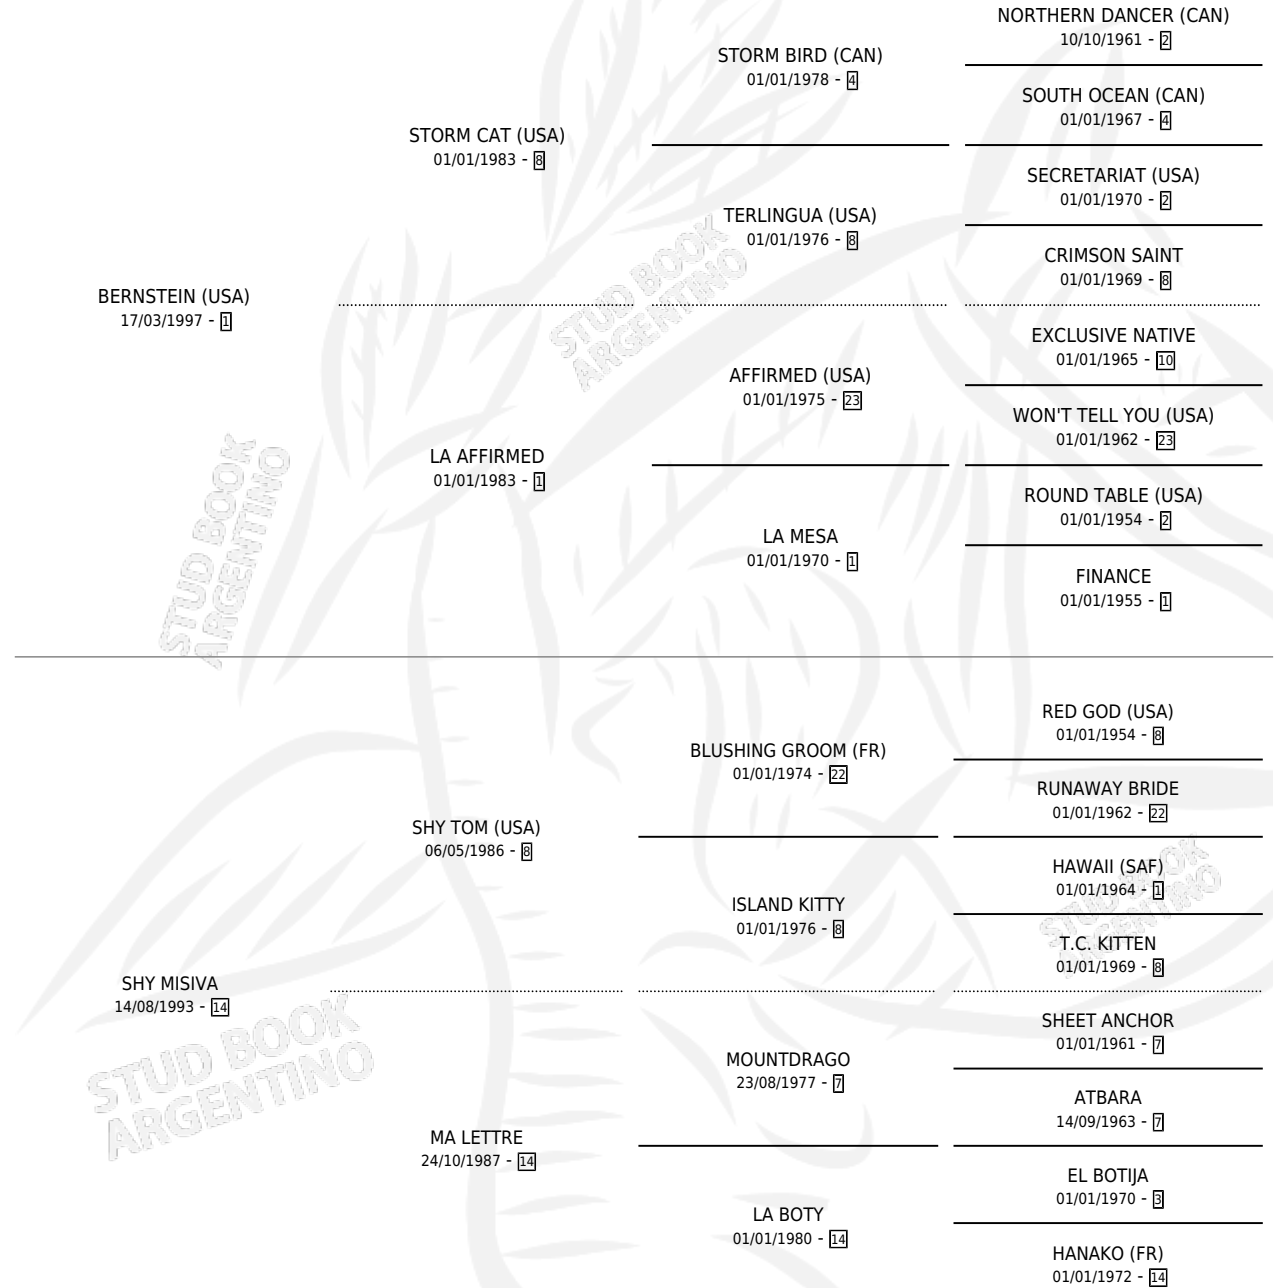 NORTHERN DANCER (CAN)
10/10/1961 - 2
STORM BIRD (CAN)
01/01/1978 - 4
SOUTH OCEAN (CAN)
01/01/1967 - 4
STORM CAT (USA)
01/01/1983 - 8
SECRETARIAT (USA)
01/01/1970 - 2
TERLINGUA (USA)
01/01/1976 - 8
CRIMSON SAINT
01/01/1969 - 8
BERNSTEIN (USA)
17/03/1997 - 1
STUD BOOK
ARGENTINO
EXCLUSIVE NATIVE
01/01/1965 - 10
AFFIRMED (USA)
01/01/1975 - 23
WON'T TELL YOU (USA)
01/01/1962 - 23
LA AFFIRMED
01/01/1983 - 1
ROUND TABLE (USA)
01/01/1954 - 2
LA MESA
01/01/1970 - 1
FINANCE
01/01/1955 - 1
STUD BOOK
ARGENTINO
RED GOD (USA)
01/01/1954 - 8
BLUSHING GROOM (FR)
01/01/1974 - 22
RUNAWAY BRIDE
01/01/1962 - 22
SHY TOM (USA)
06/05/1986 - 8
HAWAII (SAF)
01/01/1964 - 1
ISLAND KITTY
01/01/1976 - 8
T.C. KITTEN
01/01/1969 - 8
STUD BOOK
ARGENTINO
SHY MISIVA
14/08/1993 - 14
SHEET ANCHOR
01/01/1961 - 7
MOUNTDRAGO
23/08/1977 - 7
ATBARA
14/09/1963 - 7
MA LETTRE
24/10/1987 - 14
EL BOTIJA
01/01/1970 - 3
LA BOTY
01/01/1980 - 14
HANAKO (FR)
01/01/1972 - 14
STUD BOOK
ARGENTINO